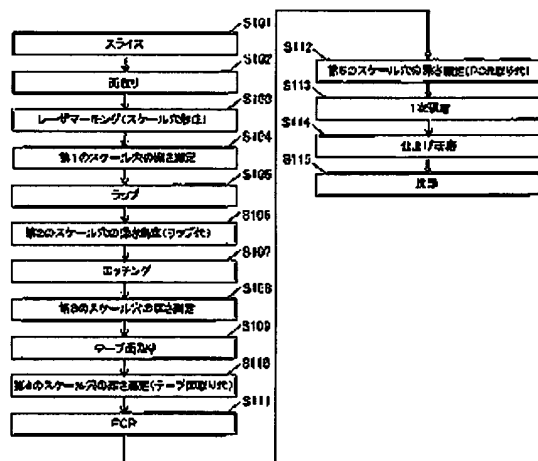 S101
スライス
S102
面取り
S103
レーザマーキング(スケール穴形成)
S104
第1のスケール穴の深さ測定
S105
ラップ
S106
第2のスケール穴の深さ測定(ラップ代)
S107
エッチング
S108
第3のスケール穴の深さ測定
S109
テープ面取り
S110
第4のスケール穴の深さ測定(テープ面取り代)
S111
PCR
S112
第5のスケール穴の深さ測定(PCR取り代)
S113
1次研磨
S114
仕上げ研磨
S115
洗浄